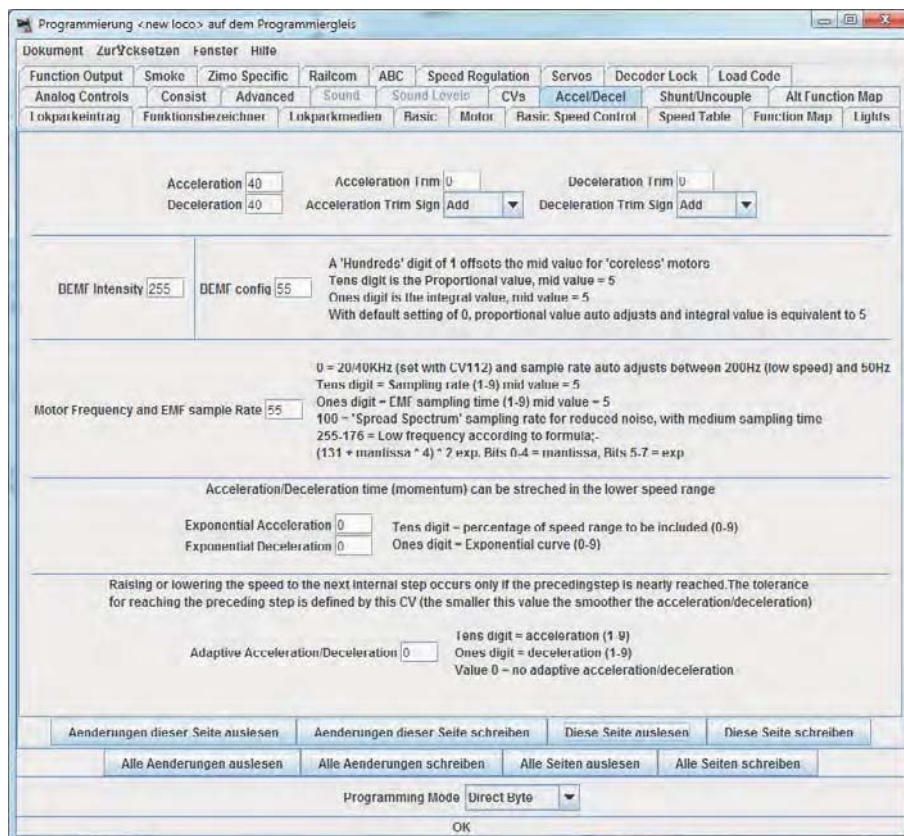 Programmierung <new loco> auf dem Programmiergleis
Dokument ZurYcksetzen Fenster Hilfe
Function Output Smoke Zimo Specific Railcom ABC Speed Regulation Servos Decoder Lock Load Code
Analog Controls Consist Advanced Sound Sound Levels CVs Accel/Decel Shunt/Uncouple Alt Function Map
Lokparkeintrag Funktionsbezeichner Lokparkmedien Basic Motor Basic Speed Control Speed Table Function Map Lights
Acceleration 40 Acceleration Trim 0 Deceleration Trim 0
Deceleration 40 Acceleration Trim Sign Add Deceleration Trim Sign Add
A 'Hundreds' digit of 1 offsets the mid value for 'coreless' motors
Tens digit is the Proportional value, mid value = 5
BEMF Intensity 255 BEMF config 55
Ones digit is the integral value, mid value = 5
With default setting of 0, proportional value auto adjusts and integral value is equivalent to 5
0 = 20/40KHz (set with CV112) and sample rate auto adjusts between 200Hz (low speed) and 50Hz
Tens digit = Sampling rate (1-9) mid value = 5
Ones digit = EMF sampling time (1-9) mid value = 5
Motor Frequency and EMF sample Rate 55
100 = 'Spread Spectrum' sampling rate for reduced noise, with medium sampling time
255-176 = Low frequency according to formula;-
(131 + mantissa * 4) * 2 exp. Bits 0-4 = mantissa, Bits 5-7 = exp
Acceleration/Deceleration time (momentum) can be streched in the lower speed range
Exponential Acceleration 0 Tens digit = percentage of speed range to be included (0-9)
Exponential Deceleration 0 Ones digit = Exponential curve (0-9)
Raising or lowering the speed to the next internal step occurs only if the precedingstep is nearly reached.The tolerance
for reaching the preceding step is defined by this CV (the smaller this value the smoother the acceleration/deceleration)
Tens digit = acceleration (1-9)
Adaptive Acceleration/Deceleration 0 Ones digit = deceleration (1-9)
Value 0 = no adaptive acceleration/deceleration
Aenderungen dieser Seite auslesen Aenderungen dieser Seite schreiben Diese Seite auslesen Diese Seite schreiben
Alle Aenderungen auslesen Alle Aenderungen schreiben Alle Seiten auslesen Alle Seiten schreiben
Programming Mode Direct Byte
OK